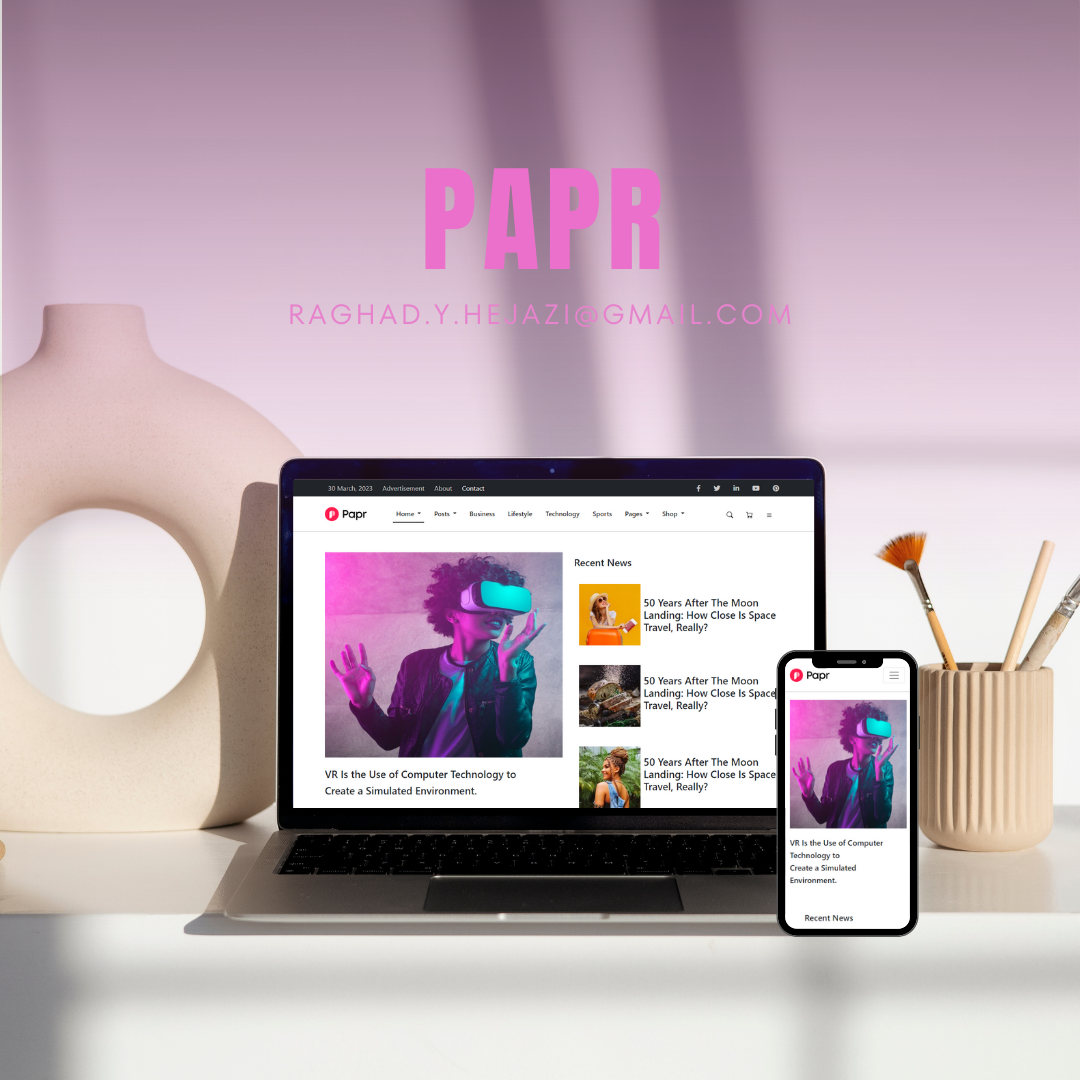 PAPR
RAGHAD.Y.HEJAZI@GMAIL.COM
30 March, 2023 Advertisement About Contact
Papr Home Posts Business Lifestyle Technology Sports Pages Shop
Recent News
50 Years After The Moon
Landing: How Close Is Space
Travel, Really?
50 Years After The Moon
Landing: How Close Is Space
Travel, Really?
50 Years After The Moon
Landing: How Close Is Space
Travel, Really?
VR Is the Use of Computer Technology to
Create a Simulated Environment.
Papr
VR Is the Use of Computer
Technology to
Create a Simulated
Environment.
Recent News